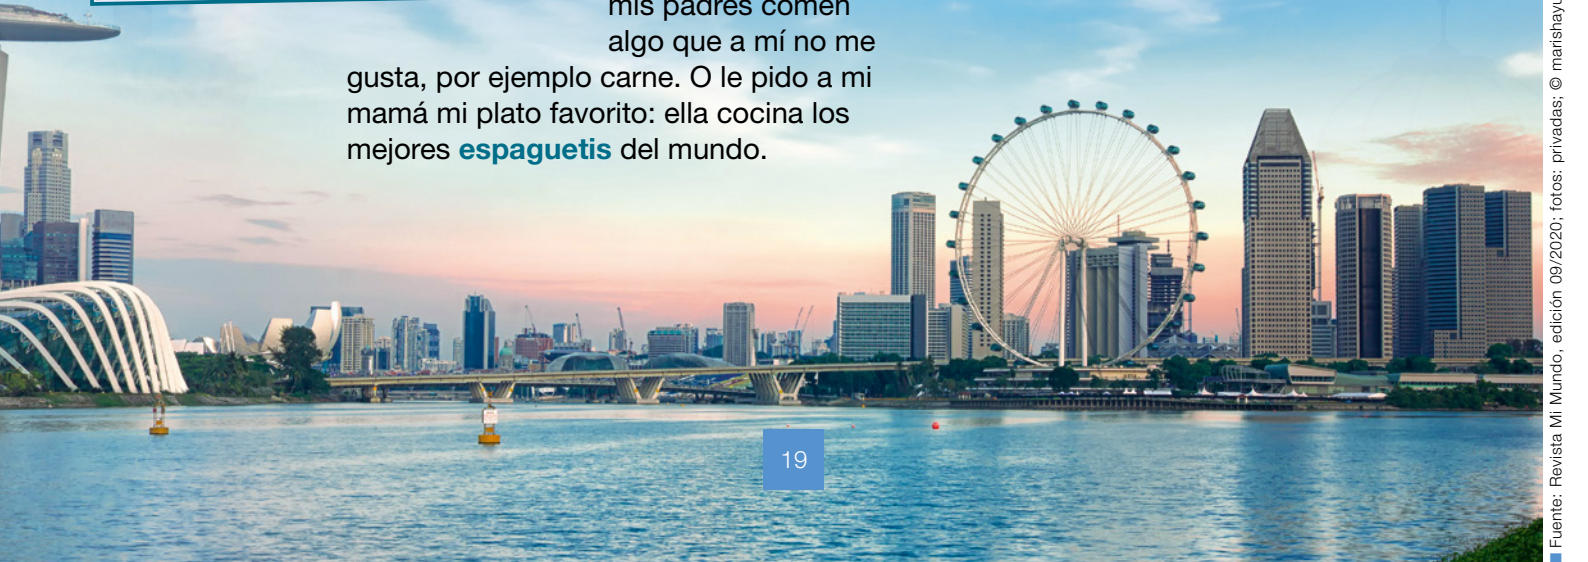 mis padres comen
algo que a mí no me
gusta, por ejemplo carne. O le pido a mi
mamá mi plato favorito: ella cocina los
mejores espaguetis del mundo.
19
Fuente: Revista Mi Mundo, edición 09/2020; fotos: privadas; ©